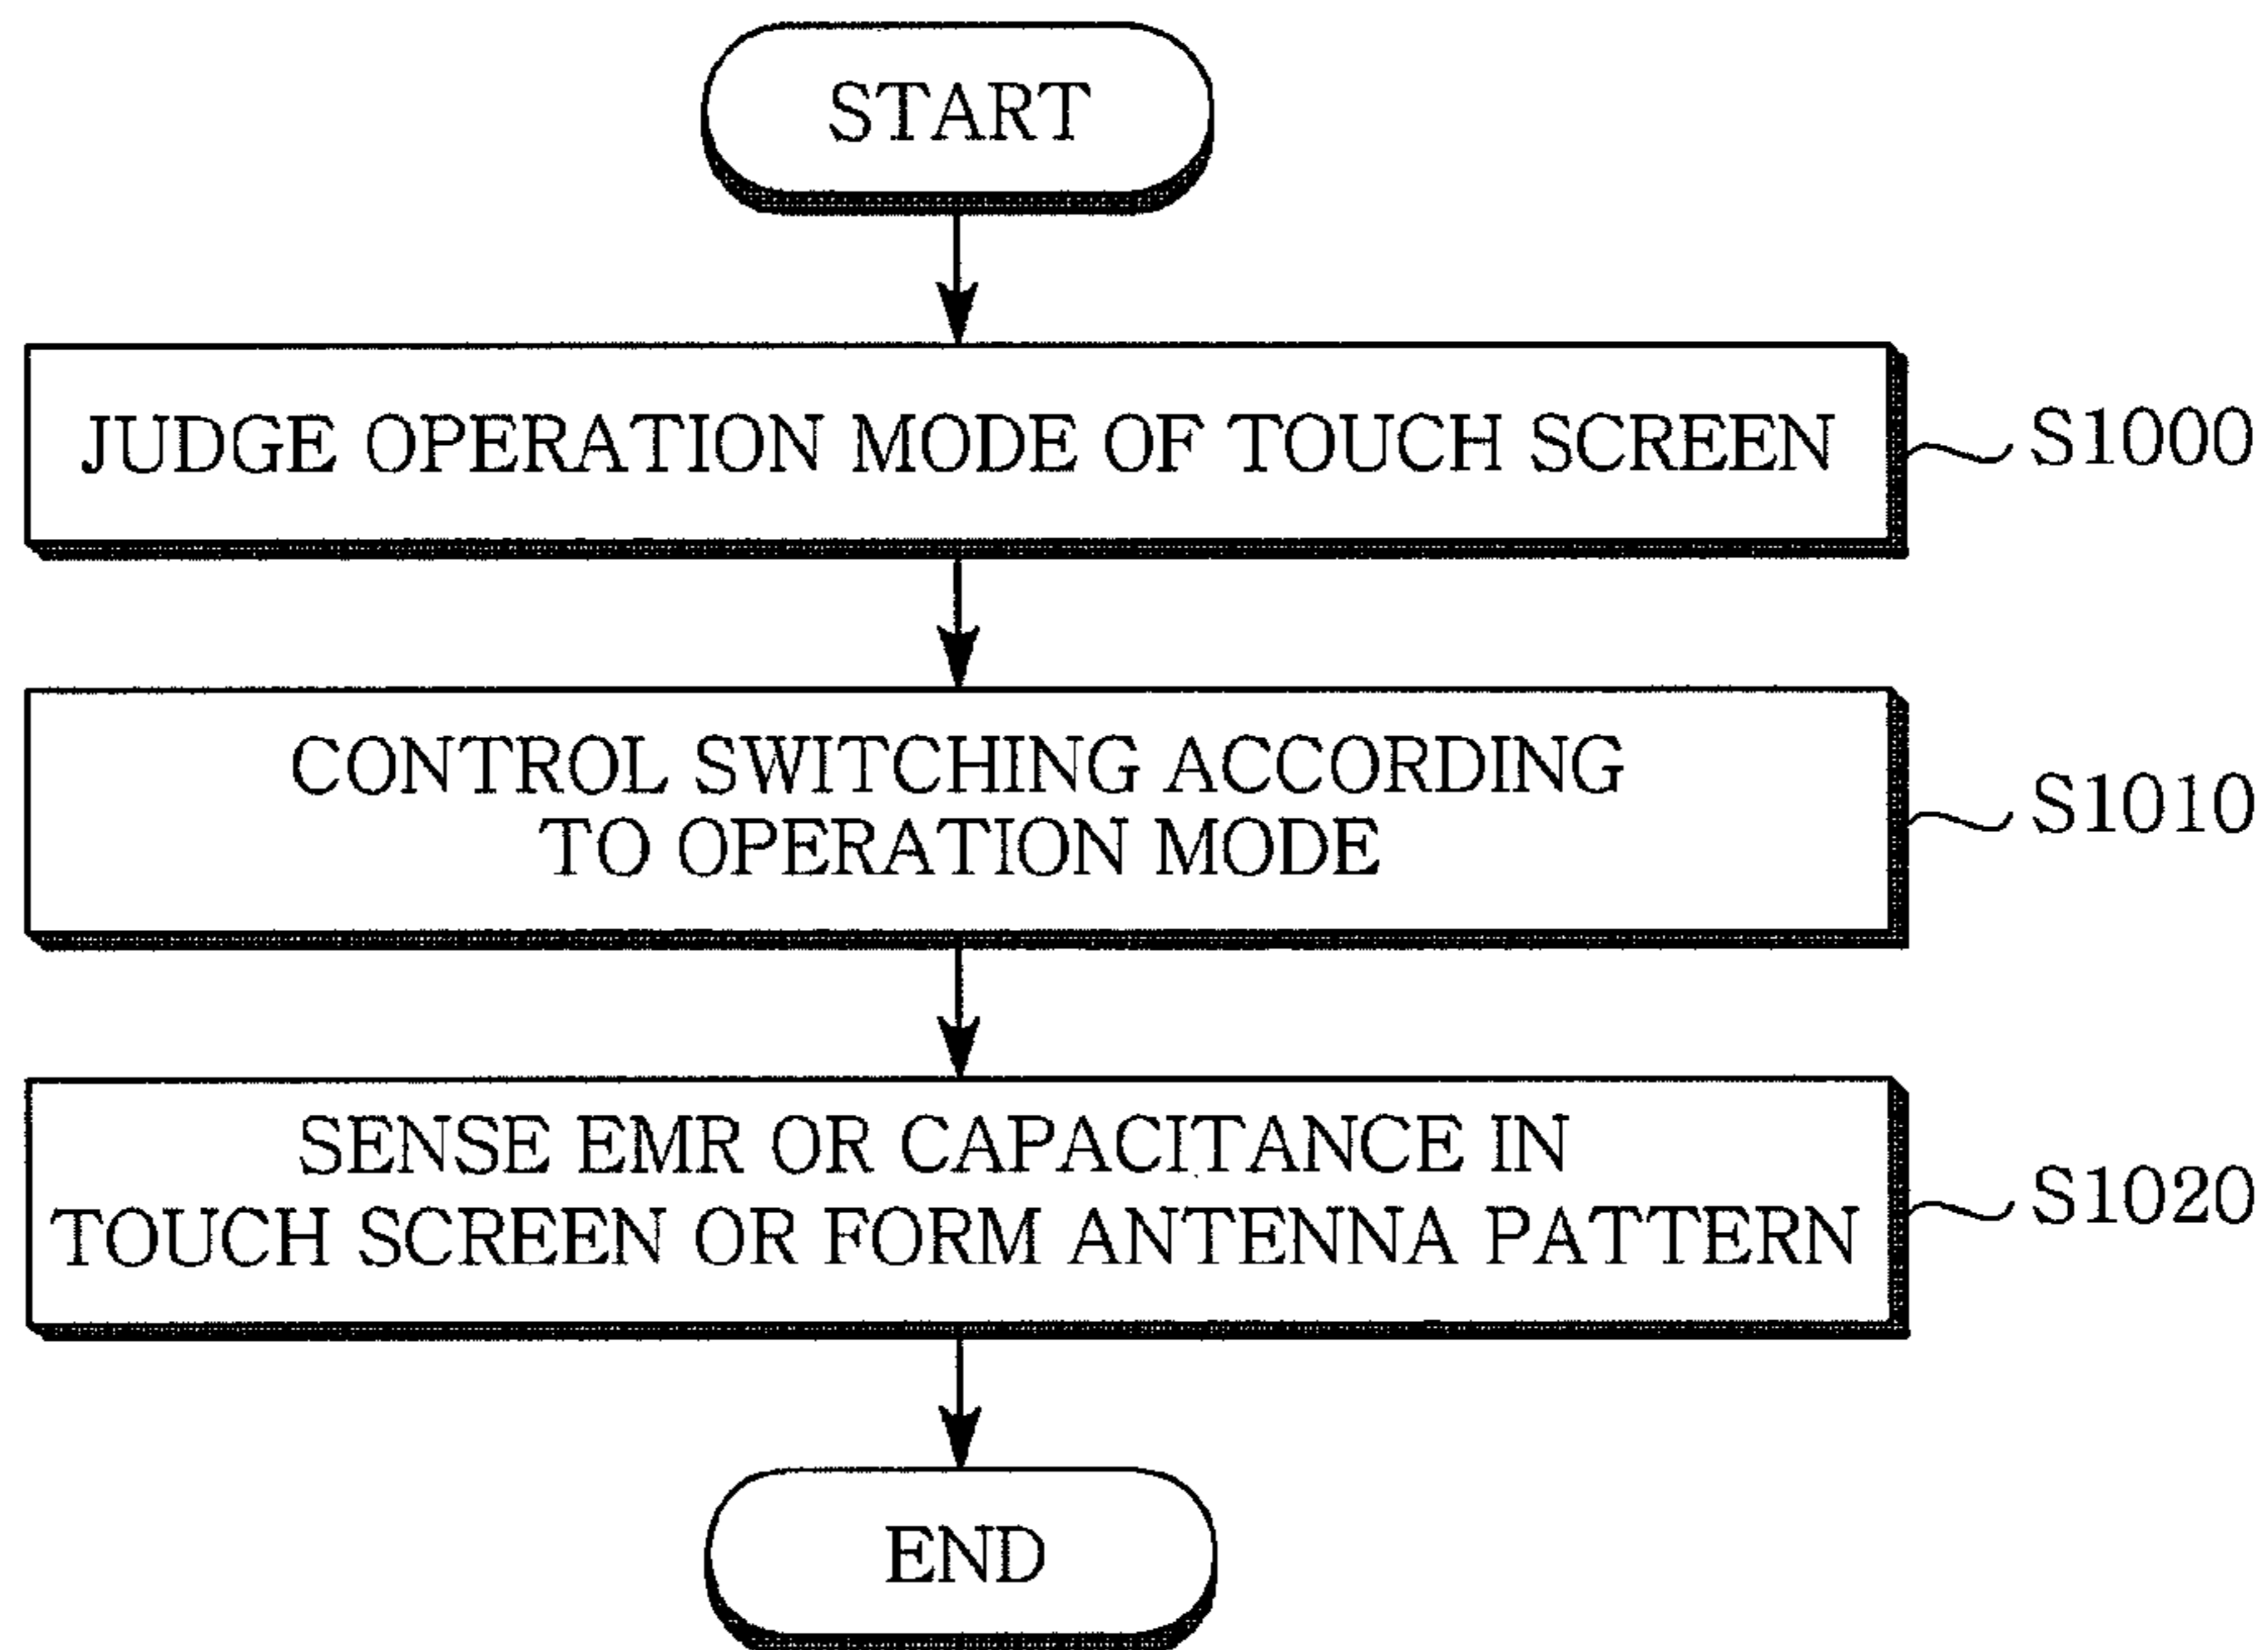 START
JUDGE OPERATION MODE OF TOUCH SCREEN
S1000
CONTROL SWITCHING ACCORDING
TO OPERATION MODE
S1010
SENSE EMR OR CAPACITANCE IN
TOUCH SCREEN OR FORM ANTENNA PATTERN
S1020
END